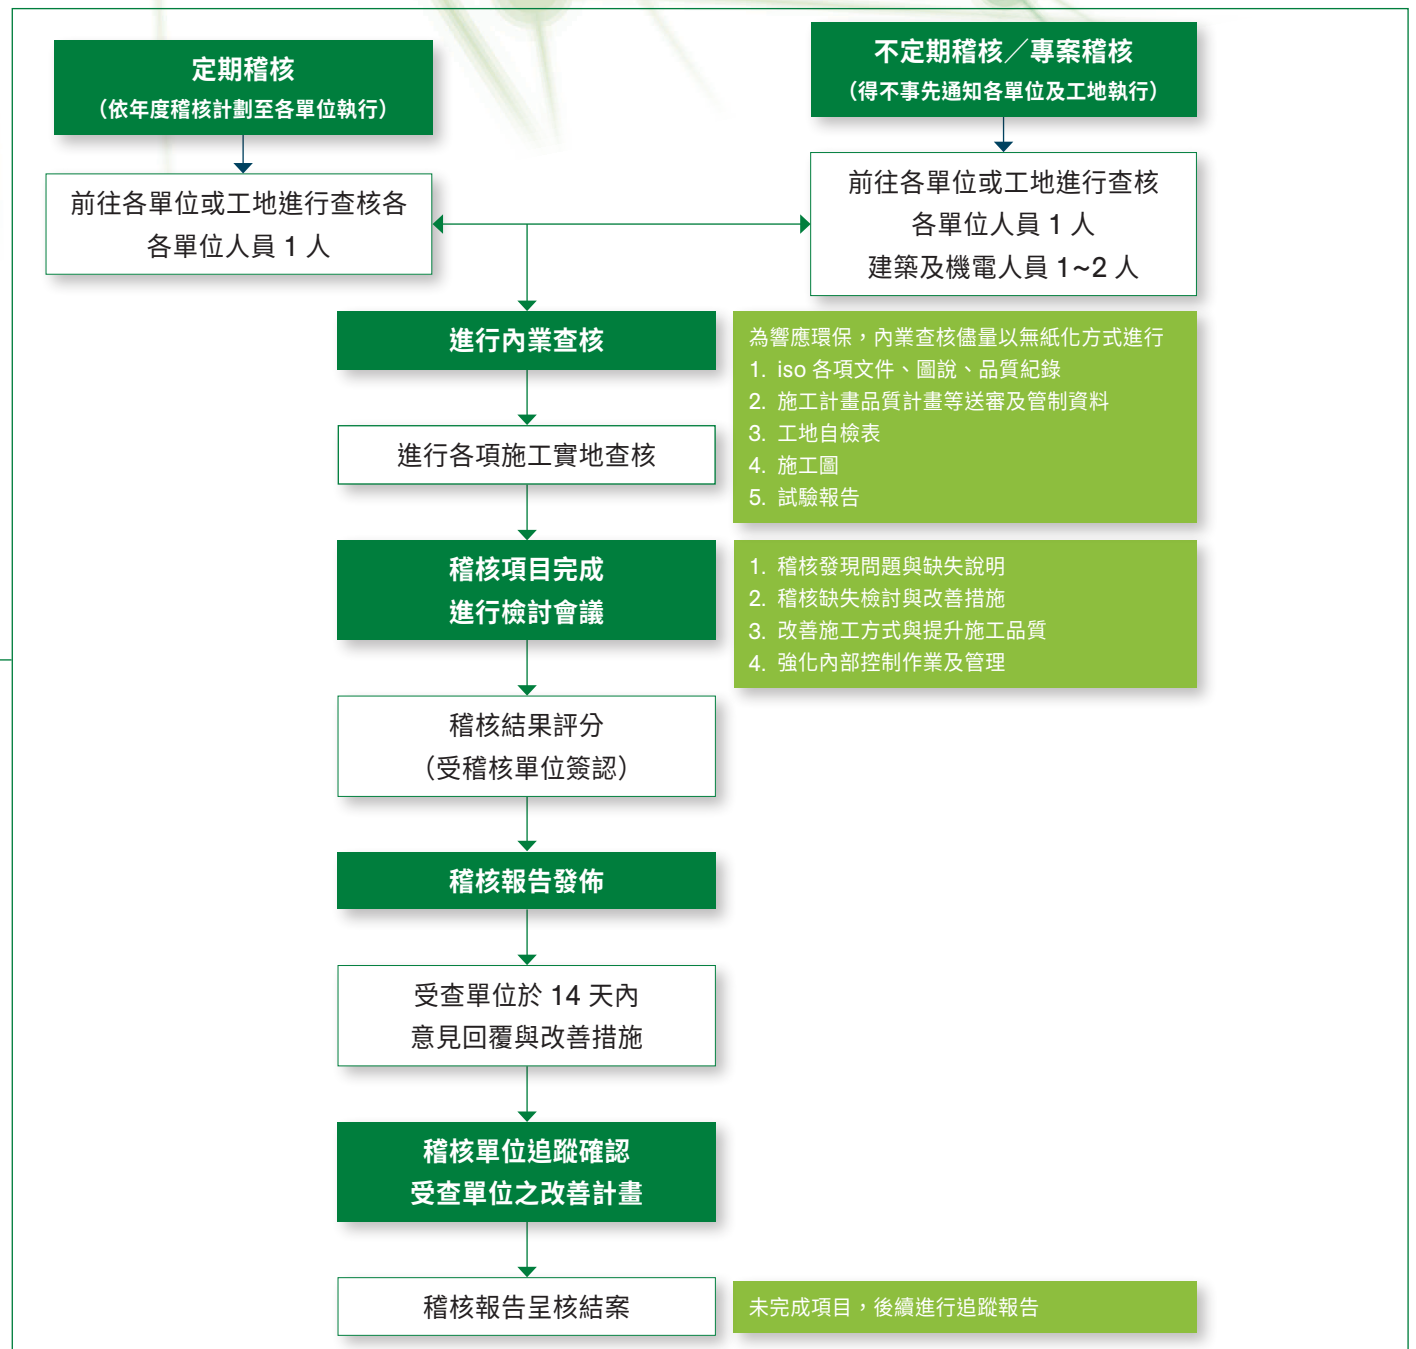 定期稽核
（依年度稽核計劃至各單位執行）
不定期稽核／專案稽核
（得不事先通知各單位及工地執行）
前往各單位或工地進行查核各
各單位人員 1 人
前往各單位或工地進行查核
各單位人員 1 人
建築及機電人員 1~2 人
進行內業查核
為響應環保，內業查核儘量以無紙化方式進行
1. iso 各項文件、圖說、品質紀錄
2. 施工計畫品質計畫等送審及管制資料
3. 工地自檢表
4. 施工圖
5. 試驗報告
進行各項施工實地查核
稽核項目完成
進行檢討會議
1. 稽核發現問題與缺失說明
2. 稽核缺失檢討與改善措施
3. 改善施工方式與提升施工品質
4. 強化內部控制作業及管理
稽核結果評分
（受稽核單位簽認）
稽核報告發佈
受查單位於 14 天內
意見回覆與改善措施
稽核單位追蹤確認
受查單位之改善計畫
稽核報告呈核結案
未完成項目，後續進行追蹤報告